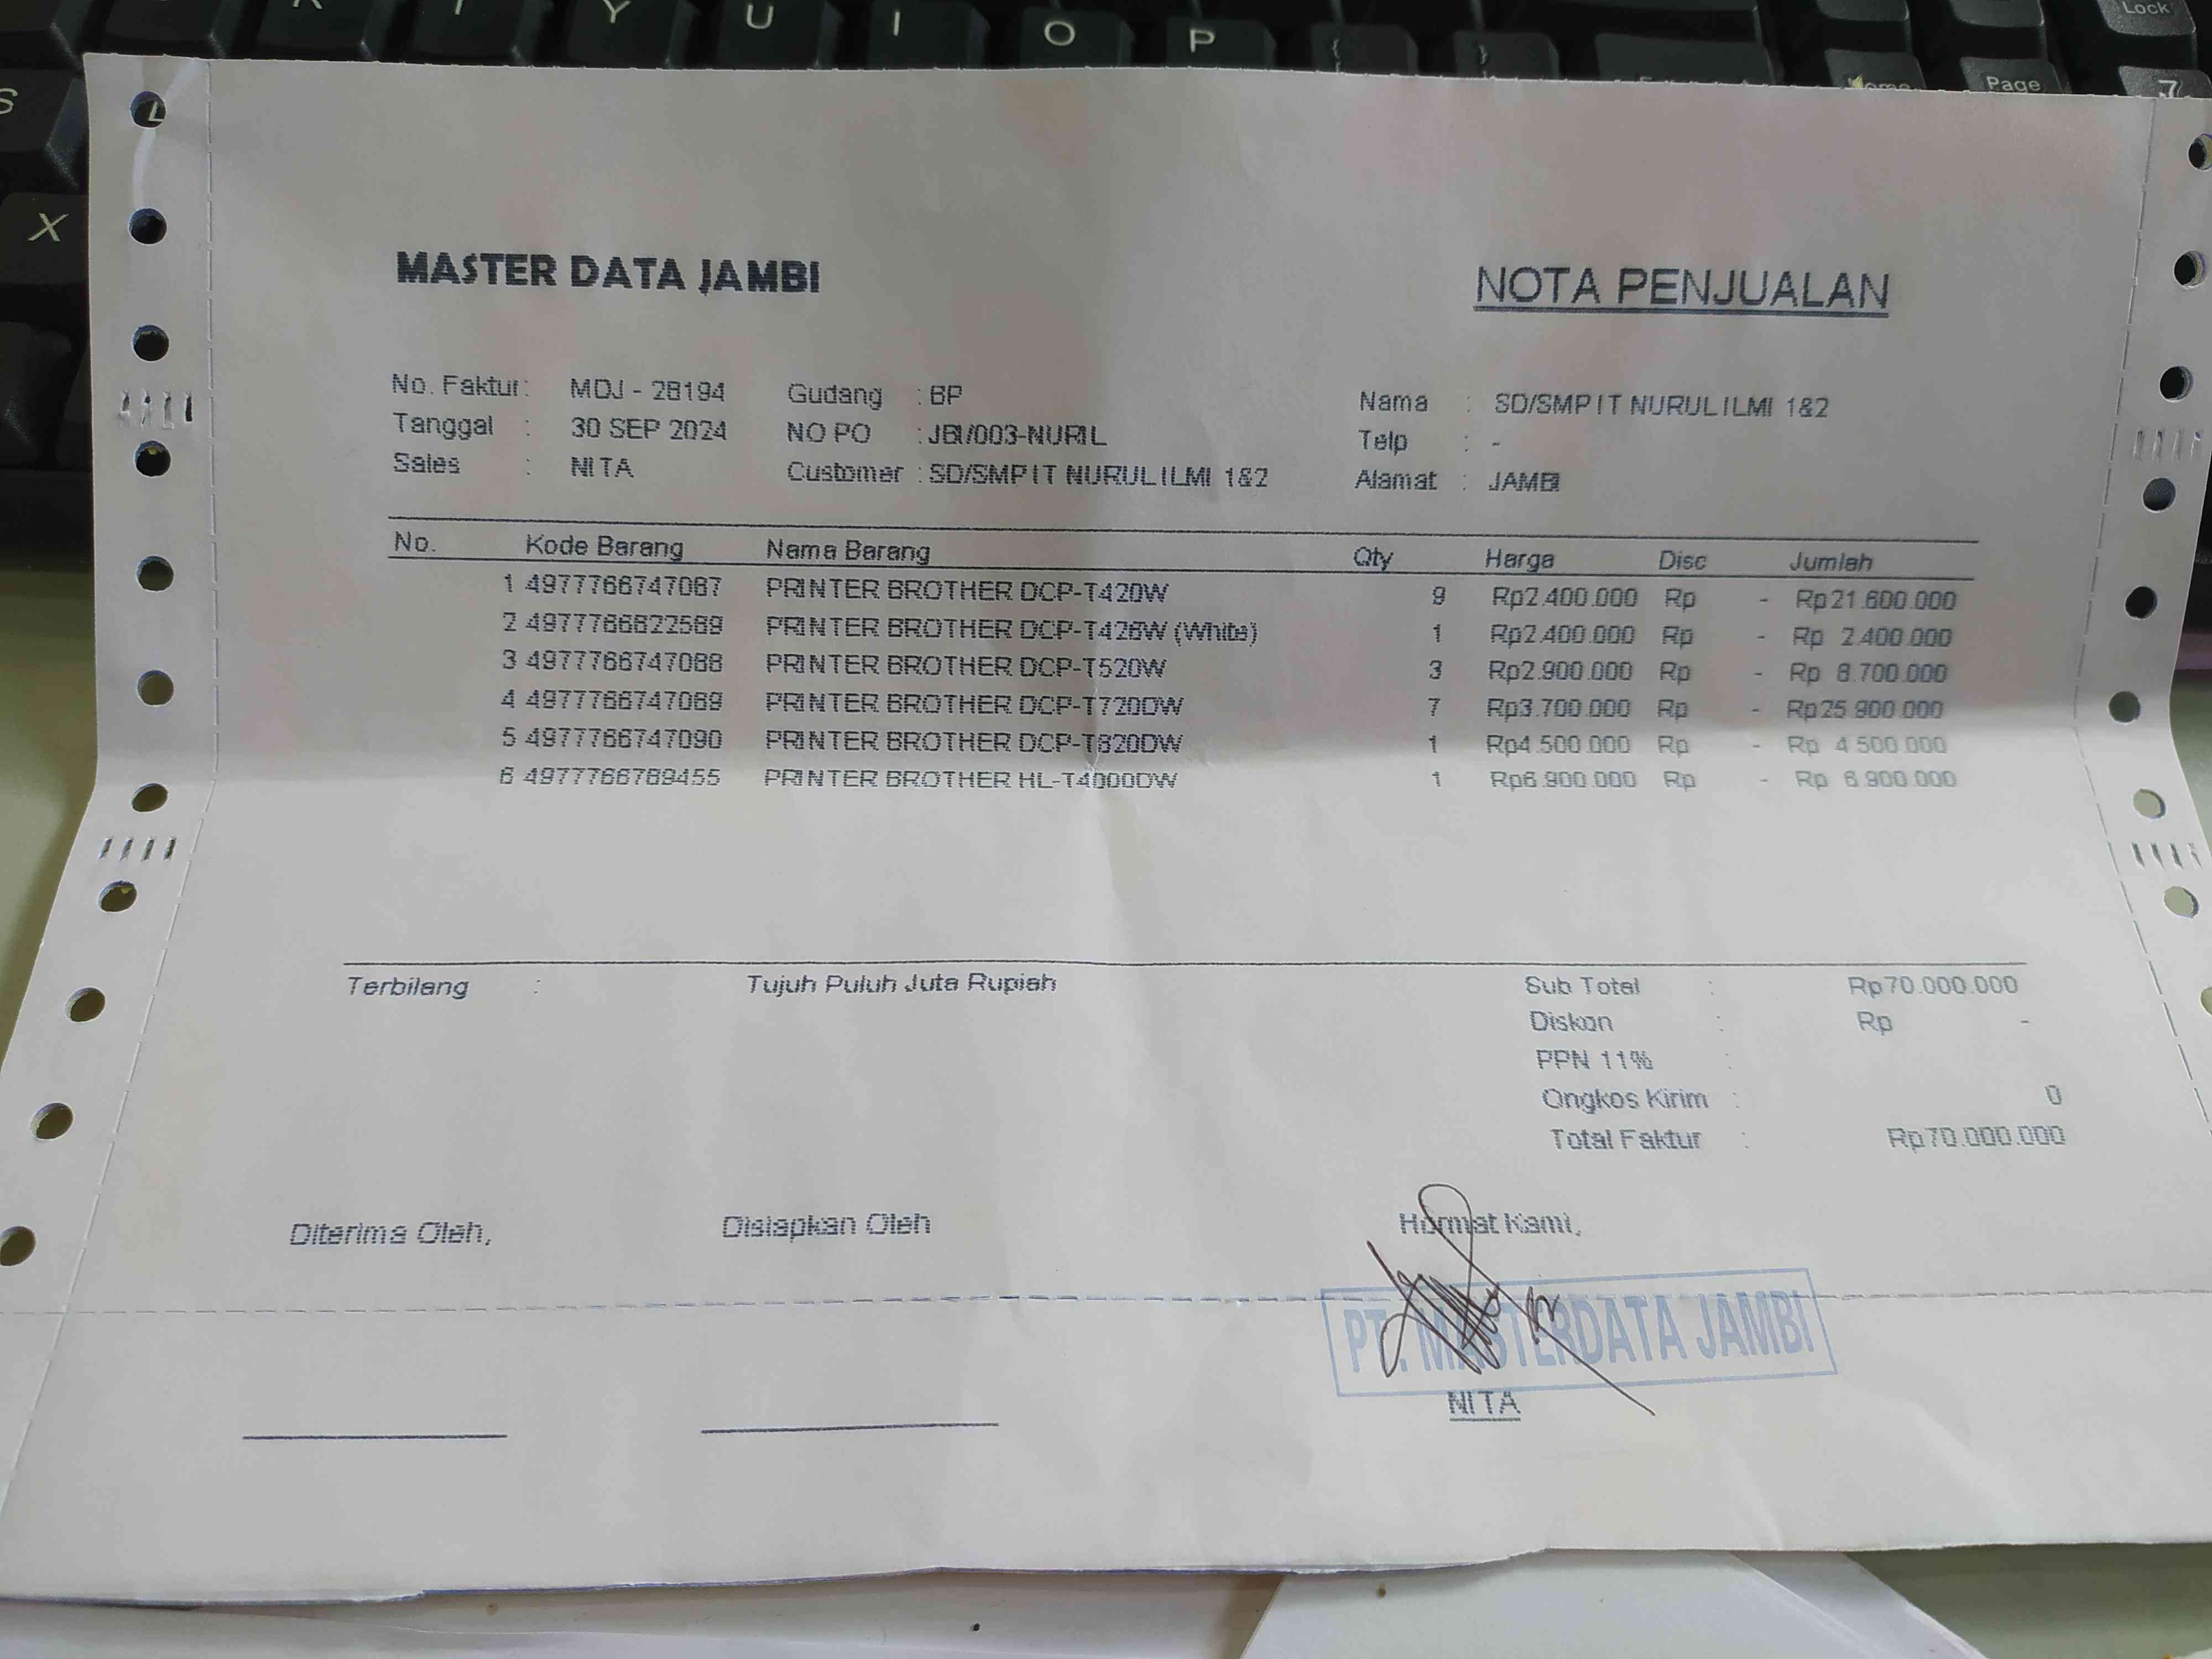 R T Y U I O P { } Lock
S L Home Page 7
X
MASTER DATA JAMBI NOTA PENJUALAN
No. Faktur : MDJ - 28194 Gudang : BP Nama : SD/SMP IT NURUL ILMI 1&2
Tanggal : 30 SEP 2024 NO PO : JBI/003-NURIL Telp : -
Sales : NITA Customer : SD/SMP IT NURUL ILMI 1&2 Alamat : JAMBI
No. Kode Barang Nama Barang Qty Harga Disc Jumlah
1 4977766747087 PRINTER BROTHER DCP-T420W 9 Rp2.400.000 Rp - Rp21.600.000
2 4977766822589 PRINTER BROTHER DCP-T426W (White) 1 Rp2.400.000 Rp - Rp 2.400.000
3 4977766747088 PRINTER BROTHER DCP-T520W 3 Rp2.900.000 Rp - Rp 8.700.000
4 4977766747089 PRINTER BROTHER DCP-T720DW 7 Rp3.700.000 Rp - Rp25.900.000
5 4977766747090 PRINTER BROTHER DCP-T820DW 1 Rp4.500.000 Rp - Rp 4.500.000
6 4977766789455 PRINTER BROTHER HL-T4000DW 1 Rp6.900.000 Rp - Rp 6.900.000
Terbilang : Tujuh Puluh Juta Rupiah Sub Total : Rp70.000.000
Diskon : Rp -
PPN 11% :
Ongkos Kirim : 0
Total Faktur : Rp70.000.000
Diterima Oleh, Disiapkan Oleh Hormat Kami,
PT. MASTERDATA JAMBI
NITA